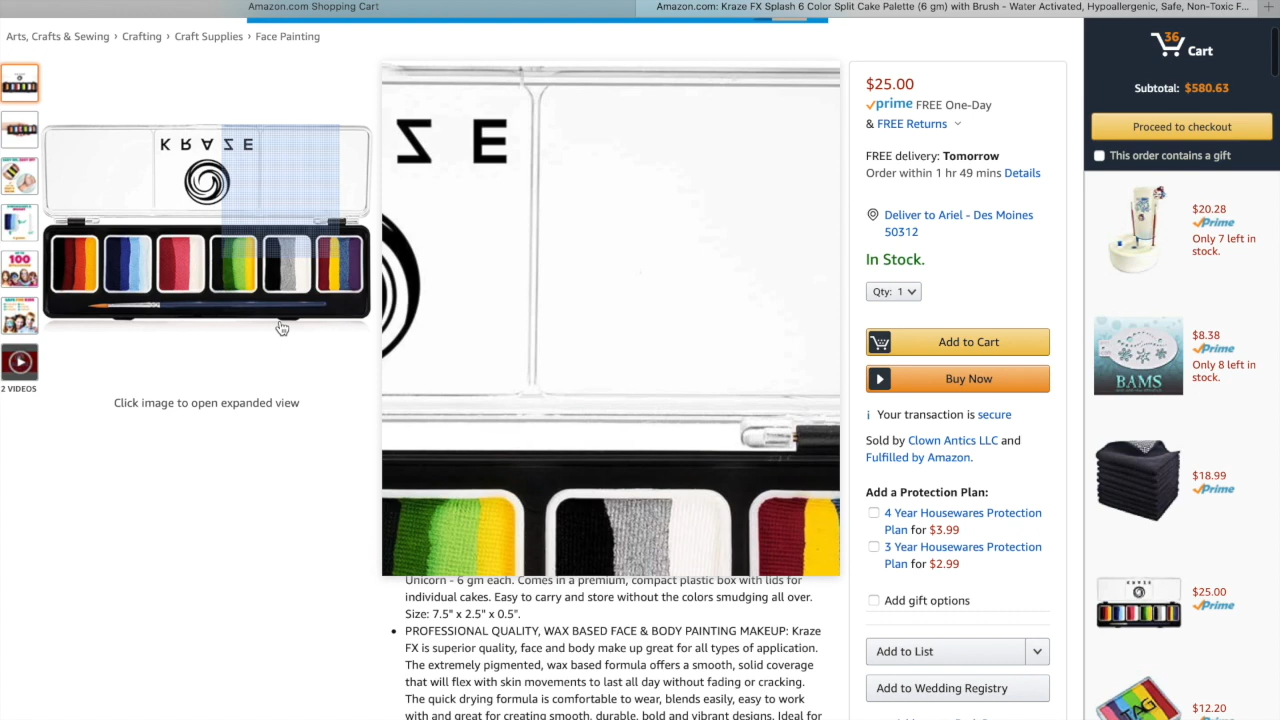 Amazon.com Shopping Cart
Amazon.com: Kraze FX Splash 6 Color Split Cake Palette (6 gm) with Brush - Water Activated, Hypoallergenic, Safe, Non-Toxic F...
Arts, Crafts & Sewing › Crafting › Craft Supplies › Face Painting
KRAZE
2 VIDEOS
Click image to open expanded view
Z E
Unicorn - 6 gm each. Comes in a premium, compact plastic box with lids for
individual cakes. Easy to carry and store without the colors smudging all over.
Size: 7.5" x 2.5" x 0.5".
• PROFESSIONAL QUALITY, WAX BASED FACE & BODY PAINTING MAKEUP: Kraze
FX is superior quality, face and body make up great for all types of application.
The extremely pigmented, wax based formula offers a smooth, solid coverage
that will flex with skin movements to last all day without fading or cracking.
The quick drying formula is comfortable to wear, blends easily, easy to work
with and great for creating smooth, durable, bold and vibrant designs. Ideal for
$25.00
prime FREE One-Day
& FREE Returns
FREE delivery: Tomorrow
Order within 1 hr 49 mins Details
Deliver to Ariel - Des Moines
50312
In Stock.
Qty: 1
Add to Cart
Buy Now
Your transaction is secure
Sold by Clown Antics LLC and
Fulfilled by Amazon.
Add a Protection Plan:
4 Year Housewares Protection
Plan for $3.99
3 Year Housewares Protection
Plan for $2.99
Add gift options
Add to List
Add to Wedding Registry
36
Cart
Subtotal: $580.63
Proceed to checkout
This order contains a gift
$20.28
Prime
Only 7 left in
stock.
BAMS
$8.38
Prime
Only 8 left in
stock.
$18.99
Prime
KRAZE
$25.00
Prime
TAG
$12.20